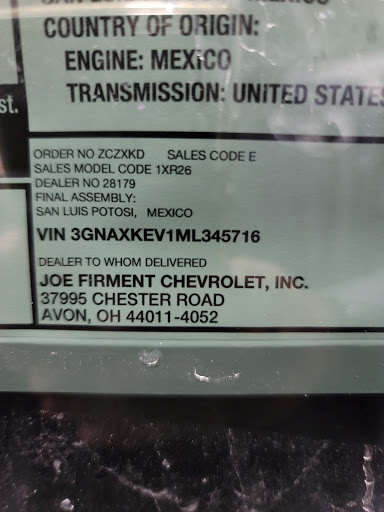 COUNTRY OF ORIGIN:
ENGINE: MEXICO
TRANSMISSION: UNITED STATES
st.
ORDER NO ZCZXKD SALES CODE E
SALES MODEL CODE 1XR26
DEALER NO 28179
FINAL ASSEMBLY:
SAN LUIS POTOSI, MEXICO
VIN 3GNAXKEV1ML345716
DEALER TO WHOM DELIVERED
JOE FIRMENT CHEVROLET, INC.
37995 CHESTER ROAD
AVON, OH 44011-4052